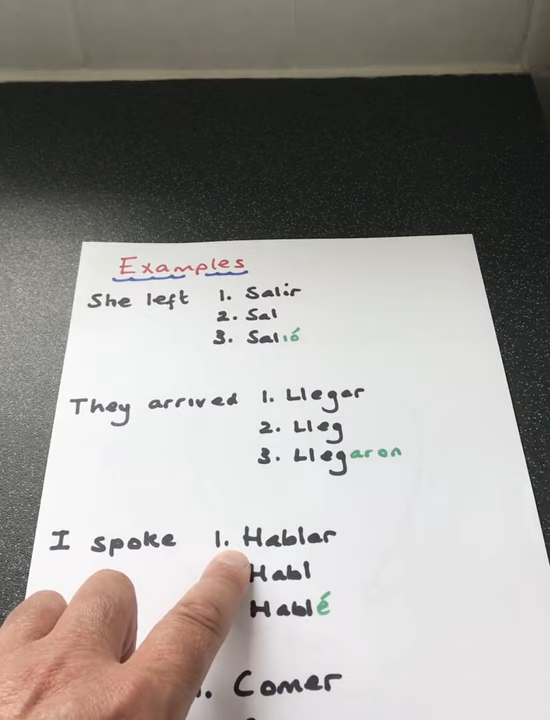 Examples
She left 1. Salir
2. Sal
3. Salió
They arrived 1. Llegar
2. Lleg
3. Llegaron
I spoke 1. Hablar
Habl
Hablé
. Comer